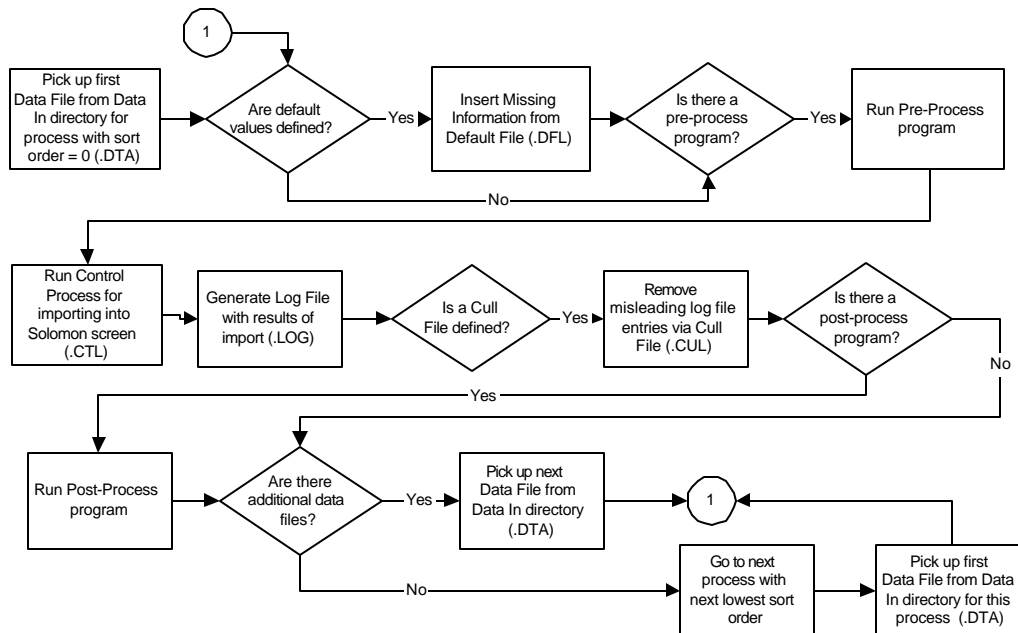 1
Pick up first
Data File from Data
In directory for
process with sort
order = 0 (.DTA)
Are default
values defined?
Yes
Insert Missing
Information from
Default File (.DFL)
Is there a
pre-process
program?
Yes
Run Pre-Process
program
No
Run Control
Process for
importing into
Solomon screen
(.CTL)
Generate Log File
with results of
import (.LOG)
Is a Cull
File defined?
Yes
Remove
misleading log file
entries via Cull
File (.CUL)
Is there a
post-process
program?
No
Yes
Run Post-Process
program
Are there
additional data
files?
Yes
Pick up next
Data File from
Data In directory
(.DTA)
1
No
Go to next
process with
next lowest sort
order
Pick up first
Data File from Data
In directory for this
process (.DTA)